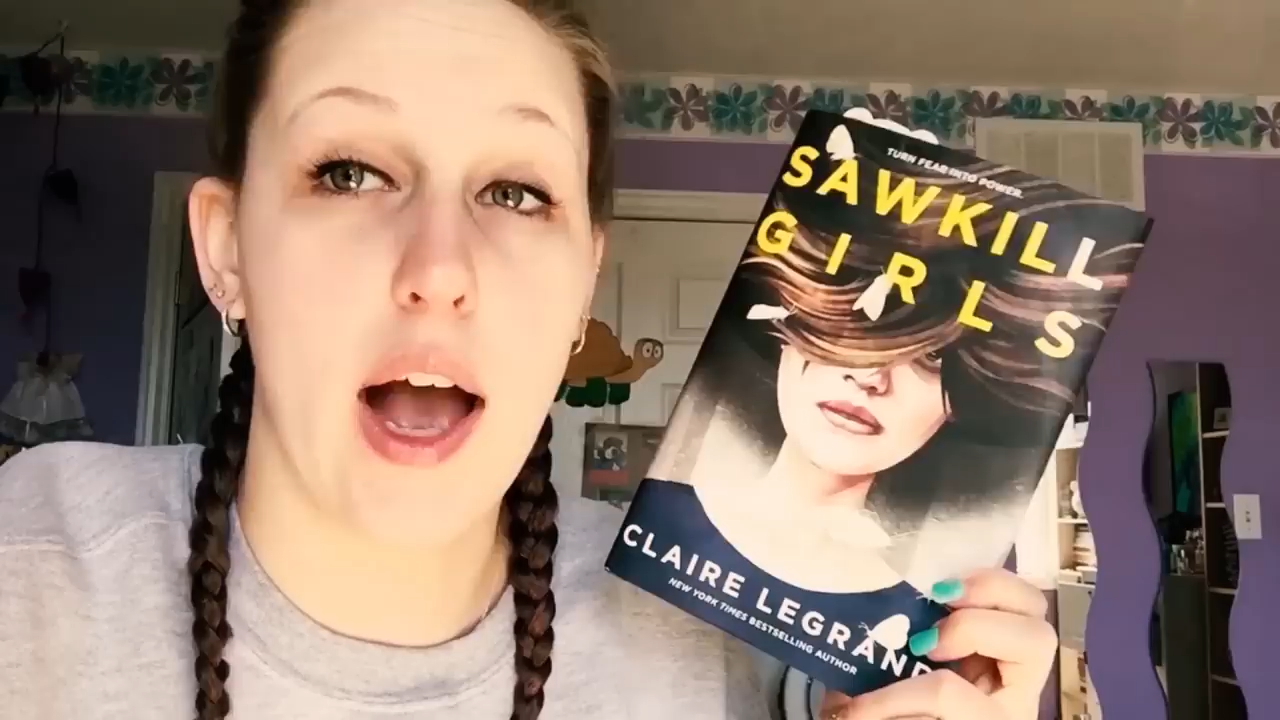 TURN FEAR INTO POWER
SAWKILL
GIRLS
CLAIRE LEGRAND
NEW YORK TIMES BESTSELLING AUTHOR